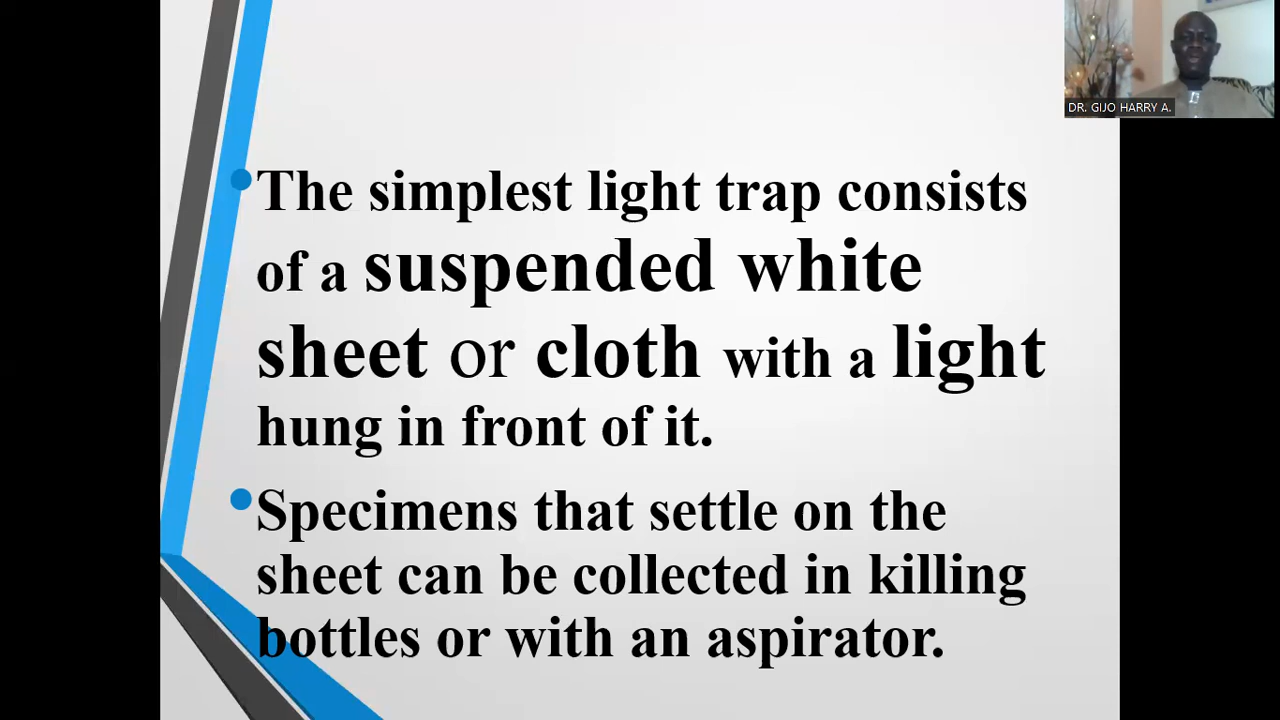 DR. GIJO HARRY A.
• The simplest light trap consists
of a suspended white
sheet or cloth with a light
hung in front of it.
• Specimens that settle on the
sheet can be collected in killing
bottles or with an aspirator.